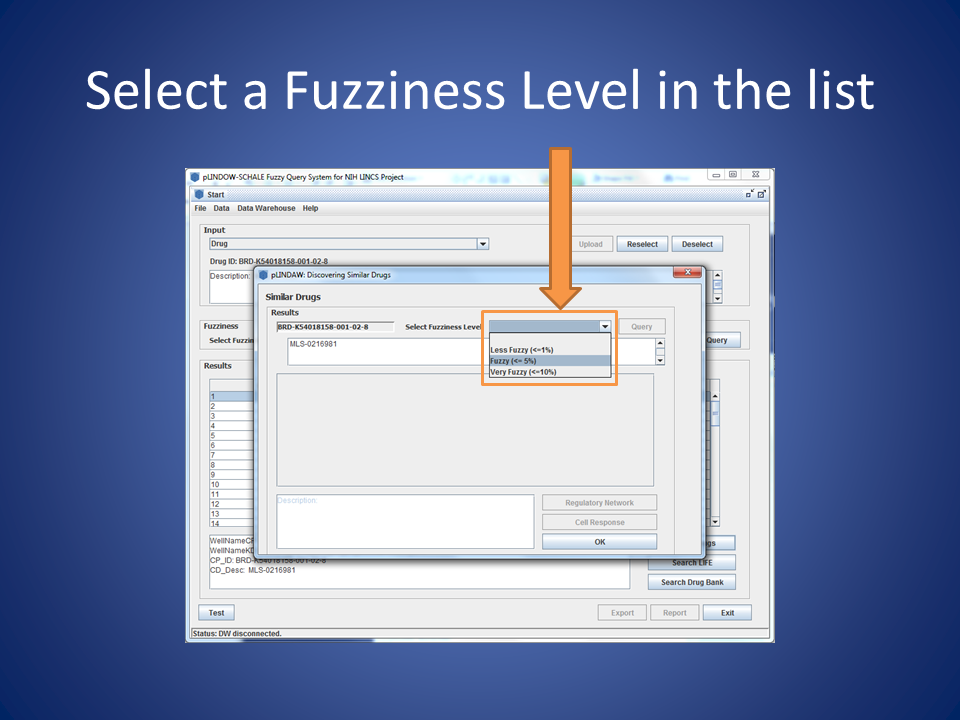 Select a Fuzziness Level in the list
pLINDOW-SCHALE Fuzzy Query System for NIH LINCS Project
Start
File Data Data Warehouse Help
Input
Drug
Upload Reselect Deselect
Drug ID: BRD-K54018158-001-02-8
Description:
pLINDAW: Discovering Similar Drugs
Similar Drugs
Results
BRD-K54018158-001-02-8 Select Fuzziness Level Query
MLS-0216981
Less Fuzzy (<=1%)
Fuzzy (<= 5%)
Very Fuzzy (<=10%)
Fuzziness
Select Fuzzin Query
Results
1
2
3
4
5
6
7
8
9
10
11
12
13
14
Description:
Regulatory Network
Cell Response
OK
WellNameCP
WellNameKD
CP_ID: BRD-K54018158-001-02-8
CD_Desc: MLS-0216981
gs
Search LIFE
Search Drug Bank
Test Export Report Exit
Status: DW disconnected.